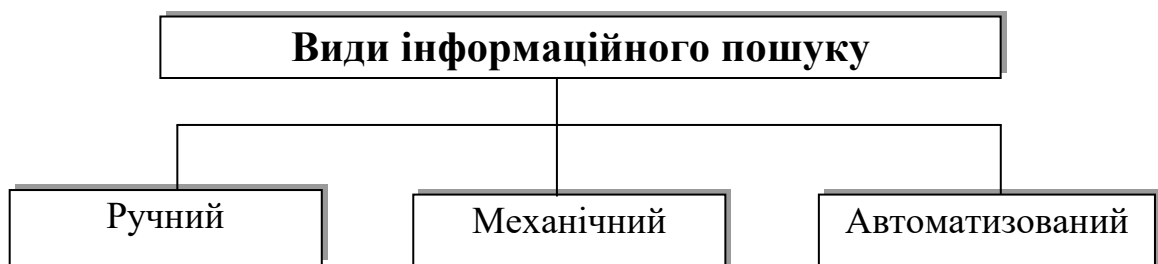 Види інформаційного пошуку
Ручний
Механічний
Автоматизований